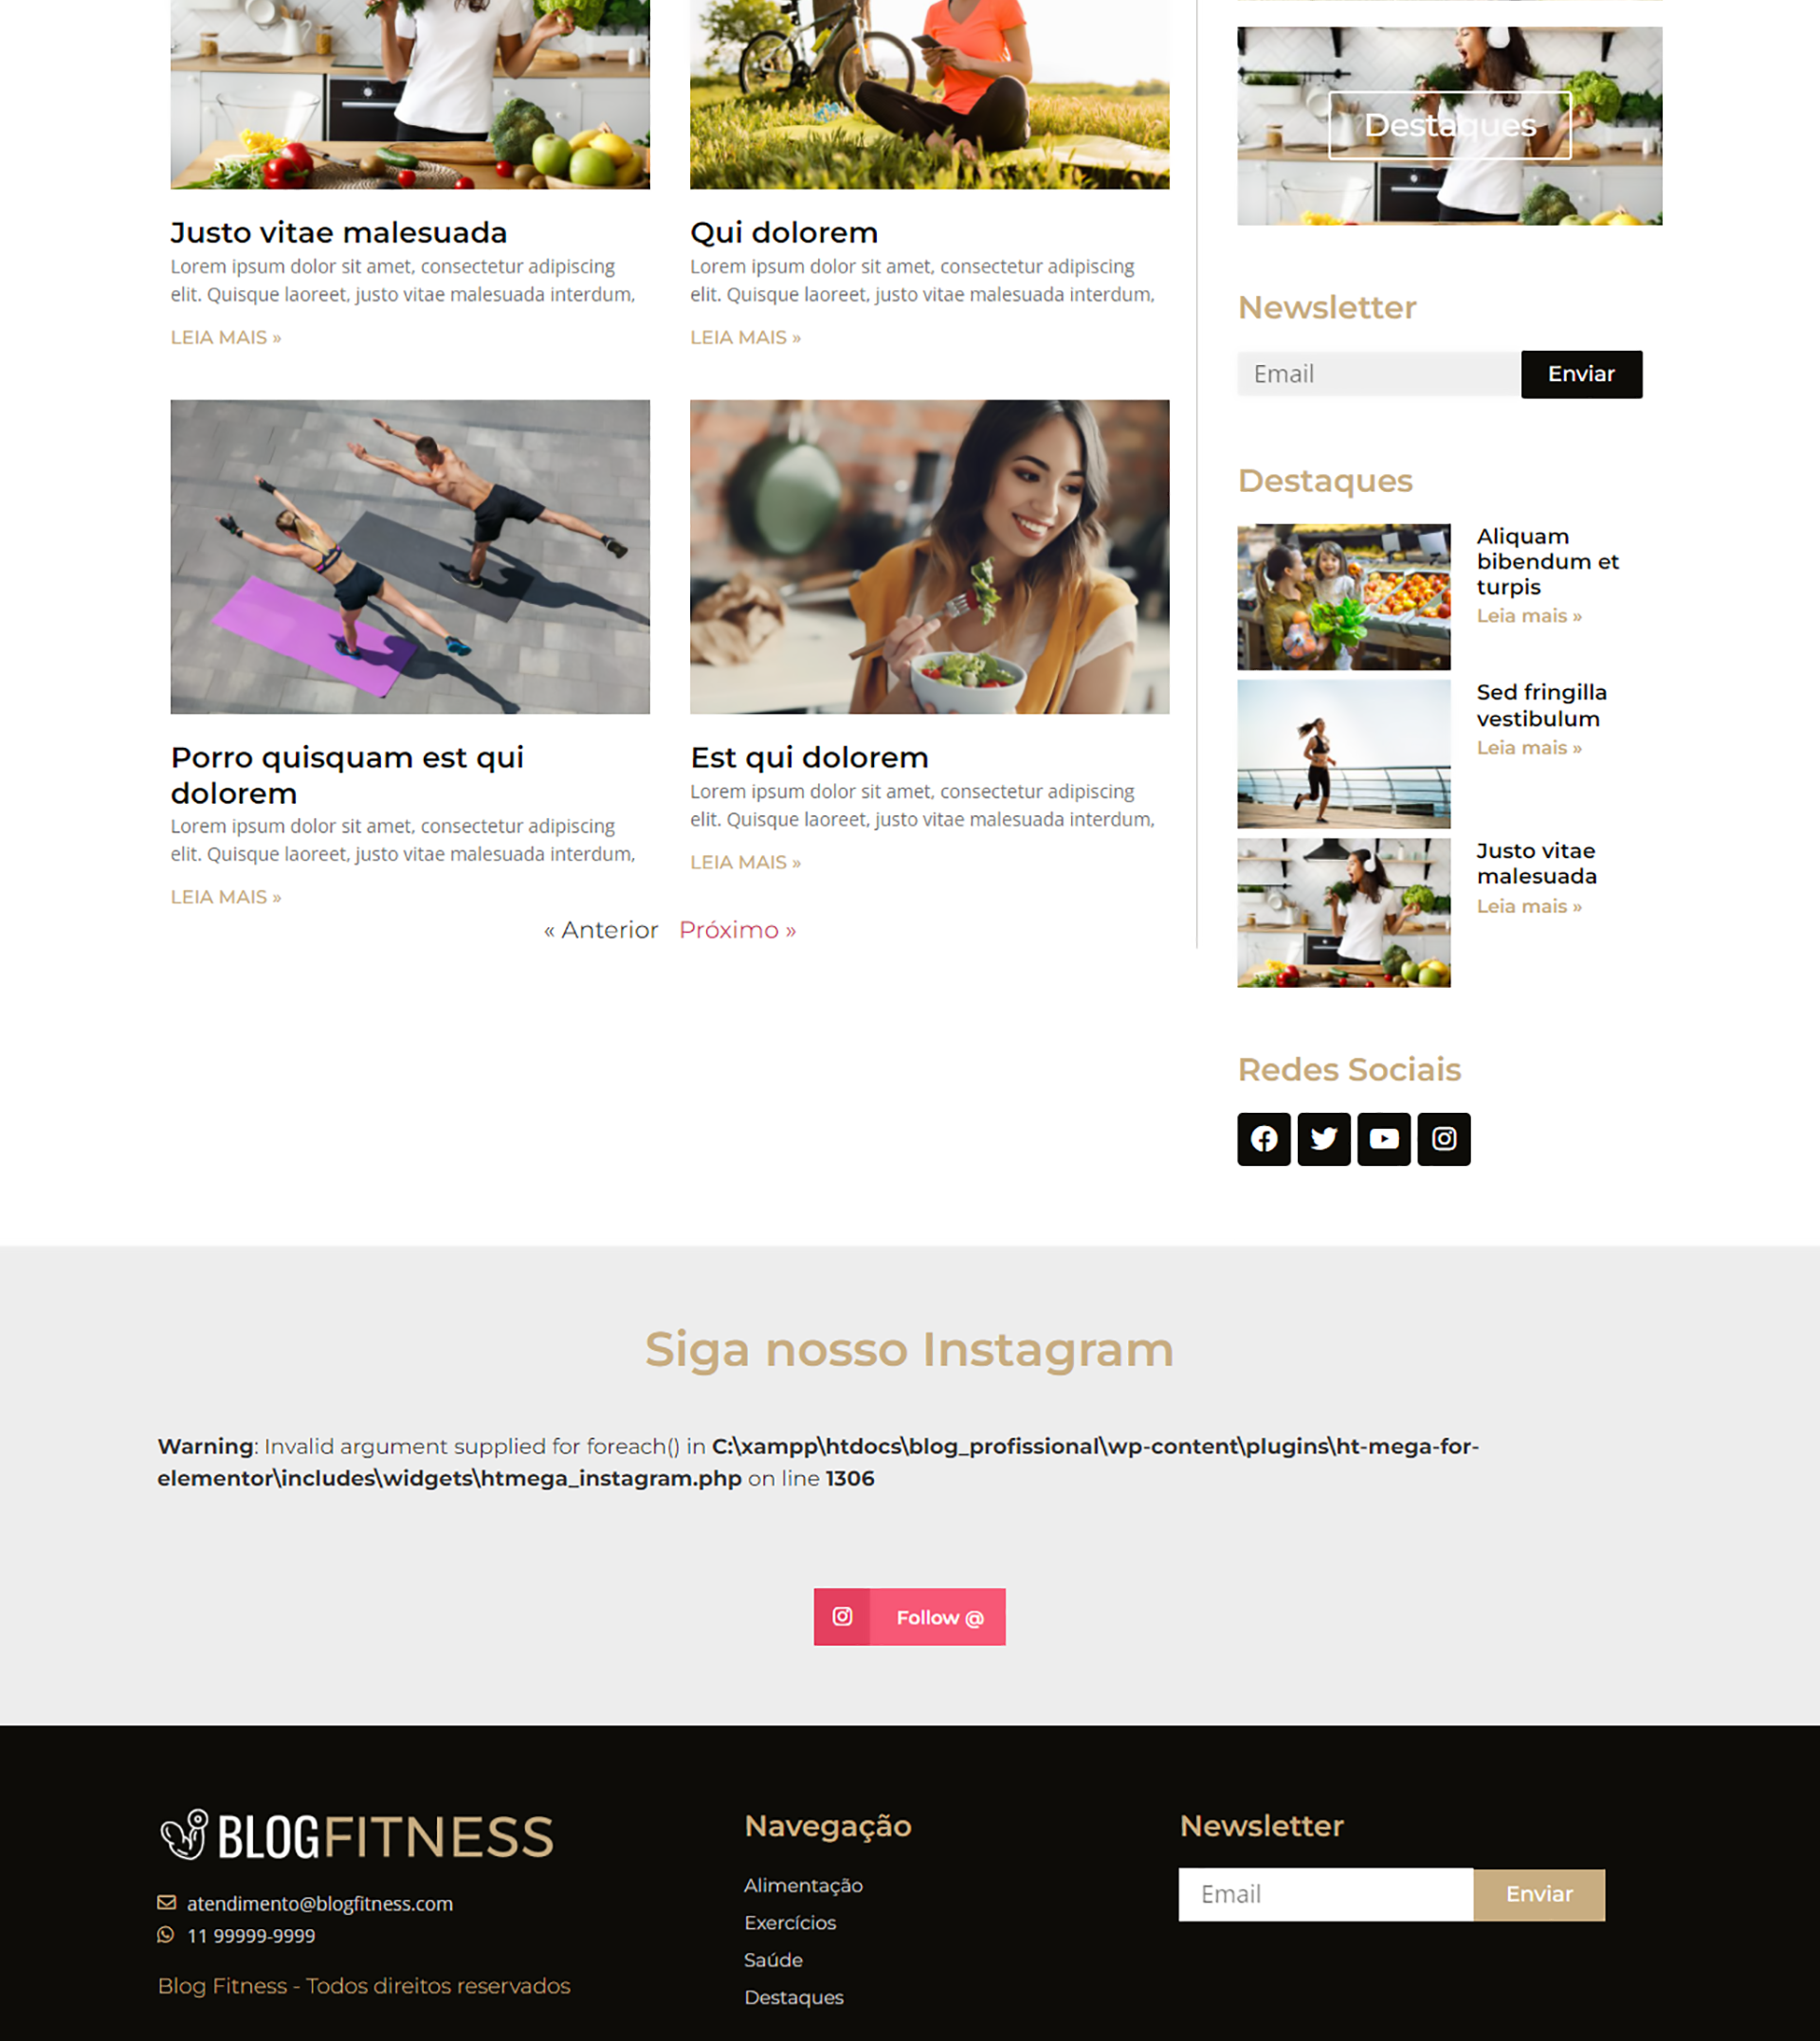 Justo vitae malesuada
Lorem ipsum dolor sit amet, consectetur adipiscing
elit. Quisque laoreet, justo vitae malesuada interdum,
LEIA MAIS »
Qui dolorem
Lorem ipsum dolor sit amet, consectetur adipiscing
elit. Quisque laoreet, justo vitae malesuada interdum,
LEIA MAIS »
Porro quisquam est qui
dolorem
Lorem ipsum dolor sit amet, consectetur adipiscing
elit. Quisque laoreet, justo vitae malesuada interdum,
LEIA MAIS »
Est qui dolorem
Lorem ipsum dolor sit amet, consectetur adipiscing
elit. Quisque laoreet, justo vitae malesuada interdum,
LEIA MAIS »
« Anterior Próximo »
Destaques
Newsletter
Email Enviar
Destaques
Aliquam
bibendum et
turpis
Leia mais »
Sed fringilla
vestibulum
Leia mais »
Justo vitae
malesuada
Leia mais »
Redes Sociais
Siga nosso Instagram
Warning: Invalid argument supplied for foreach() in C:\xampp\htdocs\blog_profissional\wp-content\plugins\ht-mega-for-
elementor\includes\widgets\htmega_instagram.php on line 1306
Follow @
BLOGFITNESS
atendimento@blogfitness.com
11 99999-9999
Blog Fitness - Todos direitos reservados
Navegação
Alimentação
Exercícios
Saúde
Destaques
Newsletter
Email Enviar